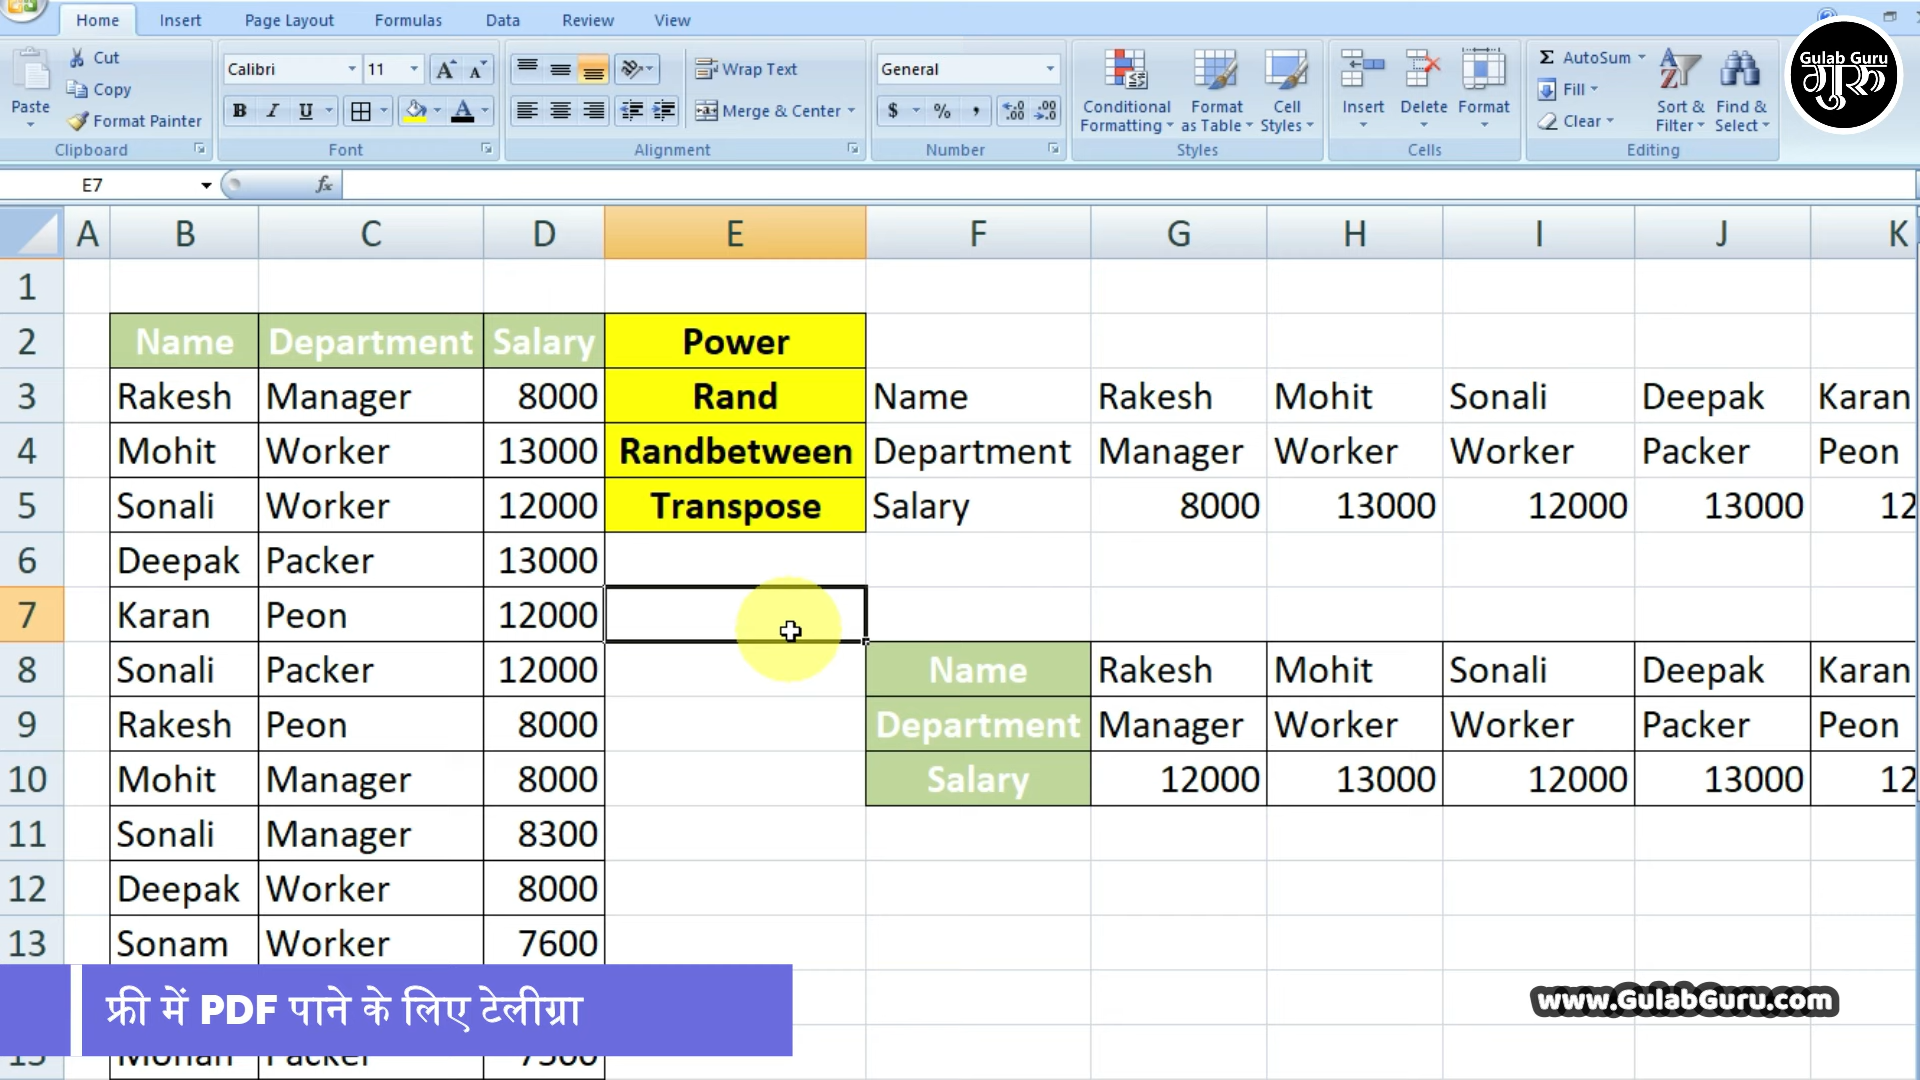 Home Insert Page Layout Formulas Data Review View
Paste
Cut
Copy
Format Painter
Clipboard
Calibri 11
B I U A
Font
Wrap Text
Merge & Center
Alignment
General
$ % ,
Number
Conditional Formatting
Format as Table
Cell Styles
Styles
Insert Delete Format
Cells
Σ AutoSum
Fill
Clear
Sort & Filter
Find & Select
Editing
Gulab Guru
गुरु
E7 fx
A B C D E F G H I J K
1
2 Name Department Salary Power
3 Rakesh Manager 8000 Rand Name Rakesh Mohit Sonali Deepak Karan
4 Mohit Worker 13000 Randbetween Department Manager Worker Worker Packer Peon
5 Sonali Worker 12000 Transpose Salary 8000 13000 12000 13000 12
6 Deepak Packer 13000
7 Karan Peon 12000
8 Sonali Packer 12000 Name Rakesh Mohit Sonali Deepak Karan
9 Rakesh Peon 8000 Department Manager Worker Worker Packer Peon
10 Mohit Manager 8000 Salary 12000 13000 12000 13000 12
11 Sonali Manager 8300
12 Deepak Worker 8000
13 Sonam Worker 7600
फ्री में PDF पाने के लिए टेलीग्रा
www.GulabGuru.com
15 Mohan Packer 7500